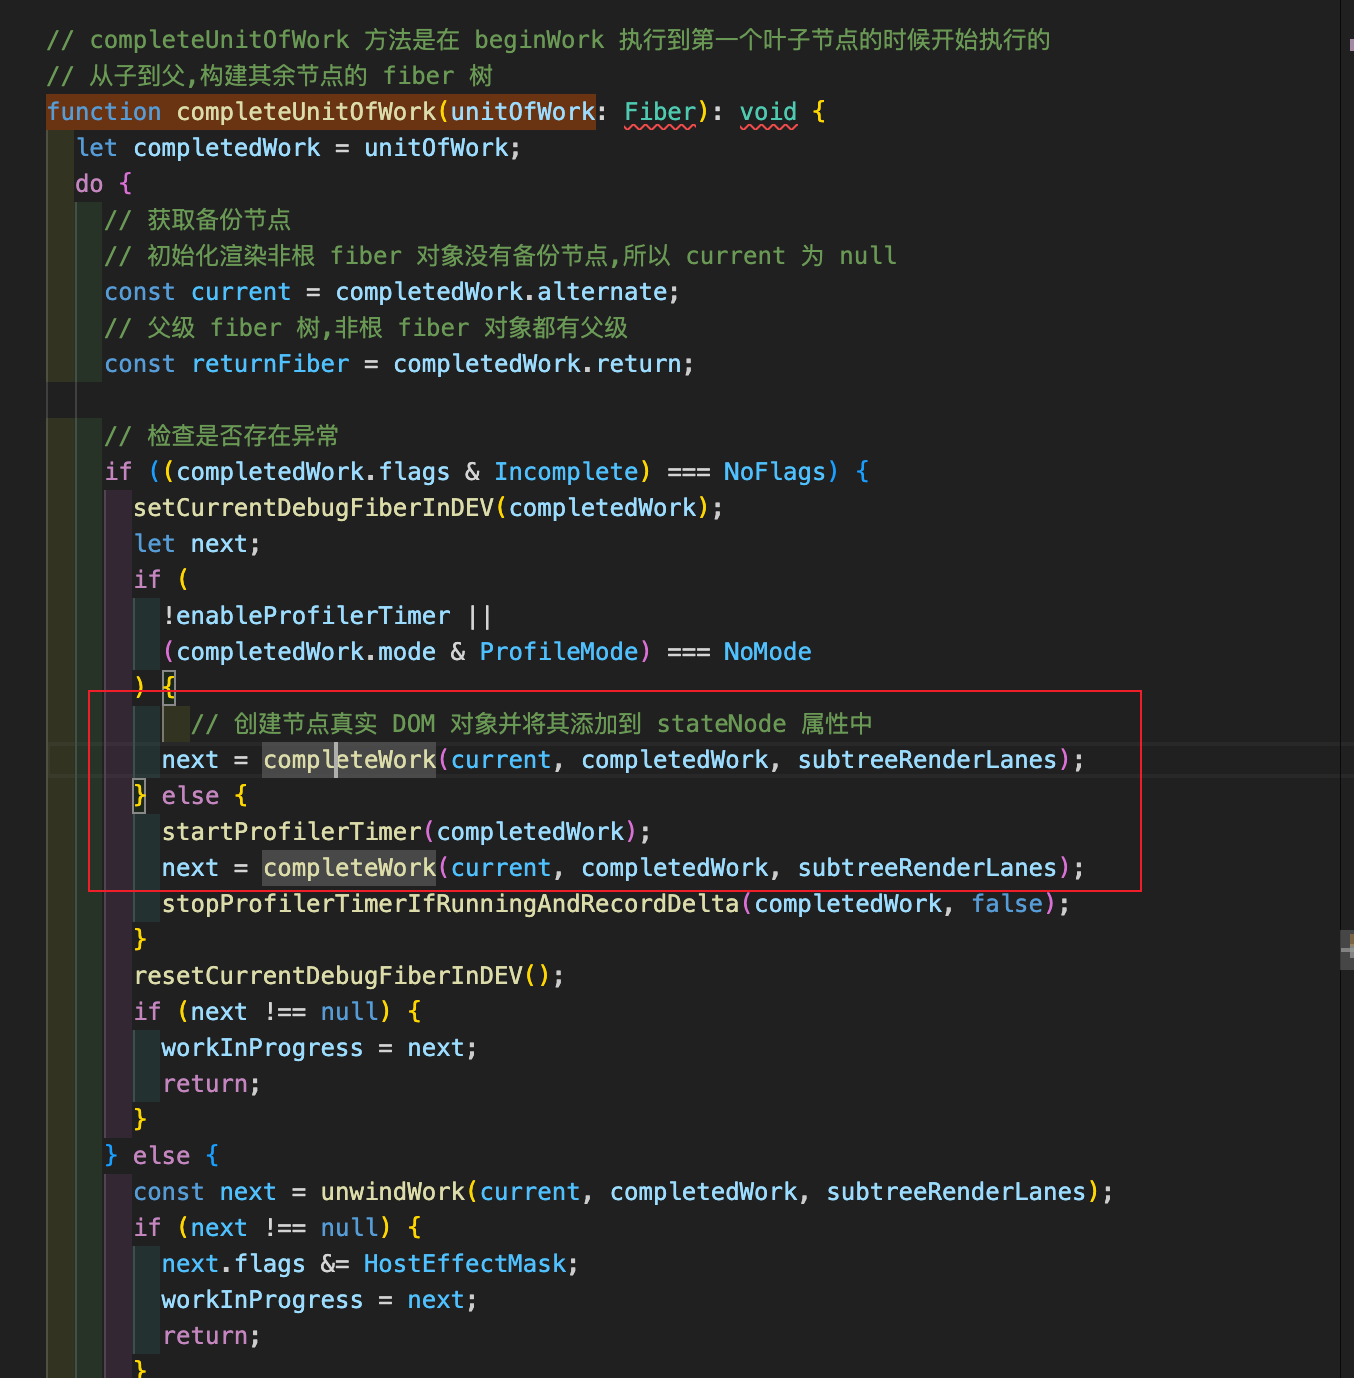 // completeUnitOfWork 方法是在 beginWork 执行到第一个叶子节点的时候开始执行的
// 从子到父,构建其余节点的 fiber 树
function completeUnitOfWork(unitOfWork: Fiber): void {
let completedWork = unitOfWork;
do {
// 获取备份节点
// 初始化渲染非根 fiber 对象没有备份节点,所以 current 为 null
const current = completedWork.alternate;
// 父级 fiber 树,非根 fiber 对象都有父级
const returnFiber = completedWork.return;
// 检查是否存在异常
if ((completedWork.flags & Incomplete) === NoFlags) {
setCurrentDebugFiberInDEV(completedWork);
let next;
if (
!enableProfilerTimer ||
(completedWork.mode & ProfileMode) === NoMode
) {
// 创建节点真实 DOM 对象并将其添加到 stateNode 属性中
next = completeWork(current, completedWork, subtreeRenderLanes);
} else {
startProfilerTimer(completedWork);
next = completeWork(current, completedWork, subtreeRenderLanes);
stopProfilerTimerIfRunningAndRecordDelta(completedWork, false);
}
resetCurrentDebugFiberInDEV();
if (next !== null) {
workInProgress = next;
return;
}
} else {
const next = unwindWork(current, completedWork, subtreeRenderLanes);
if (next !== null) {
next.flags &= HostEffectMask;
workInProgress = next;
return;
}